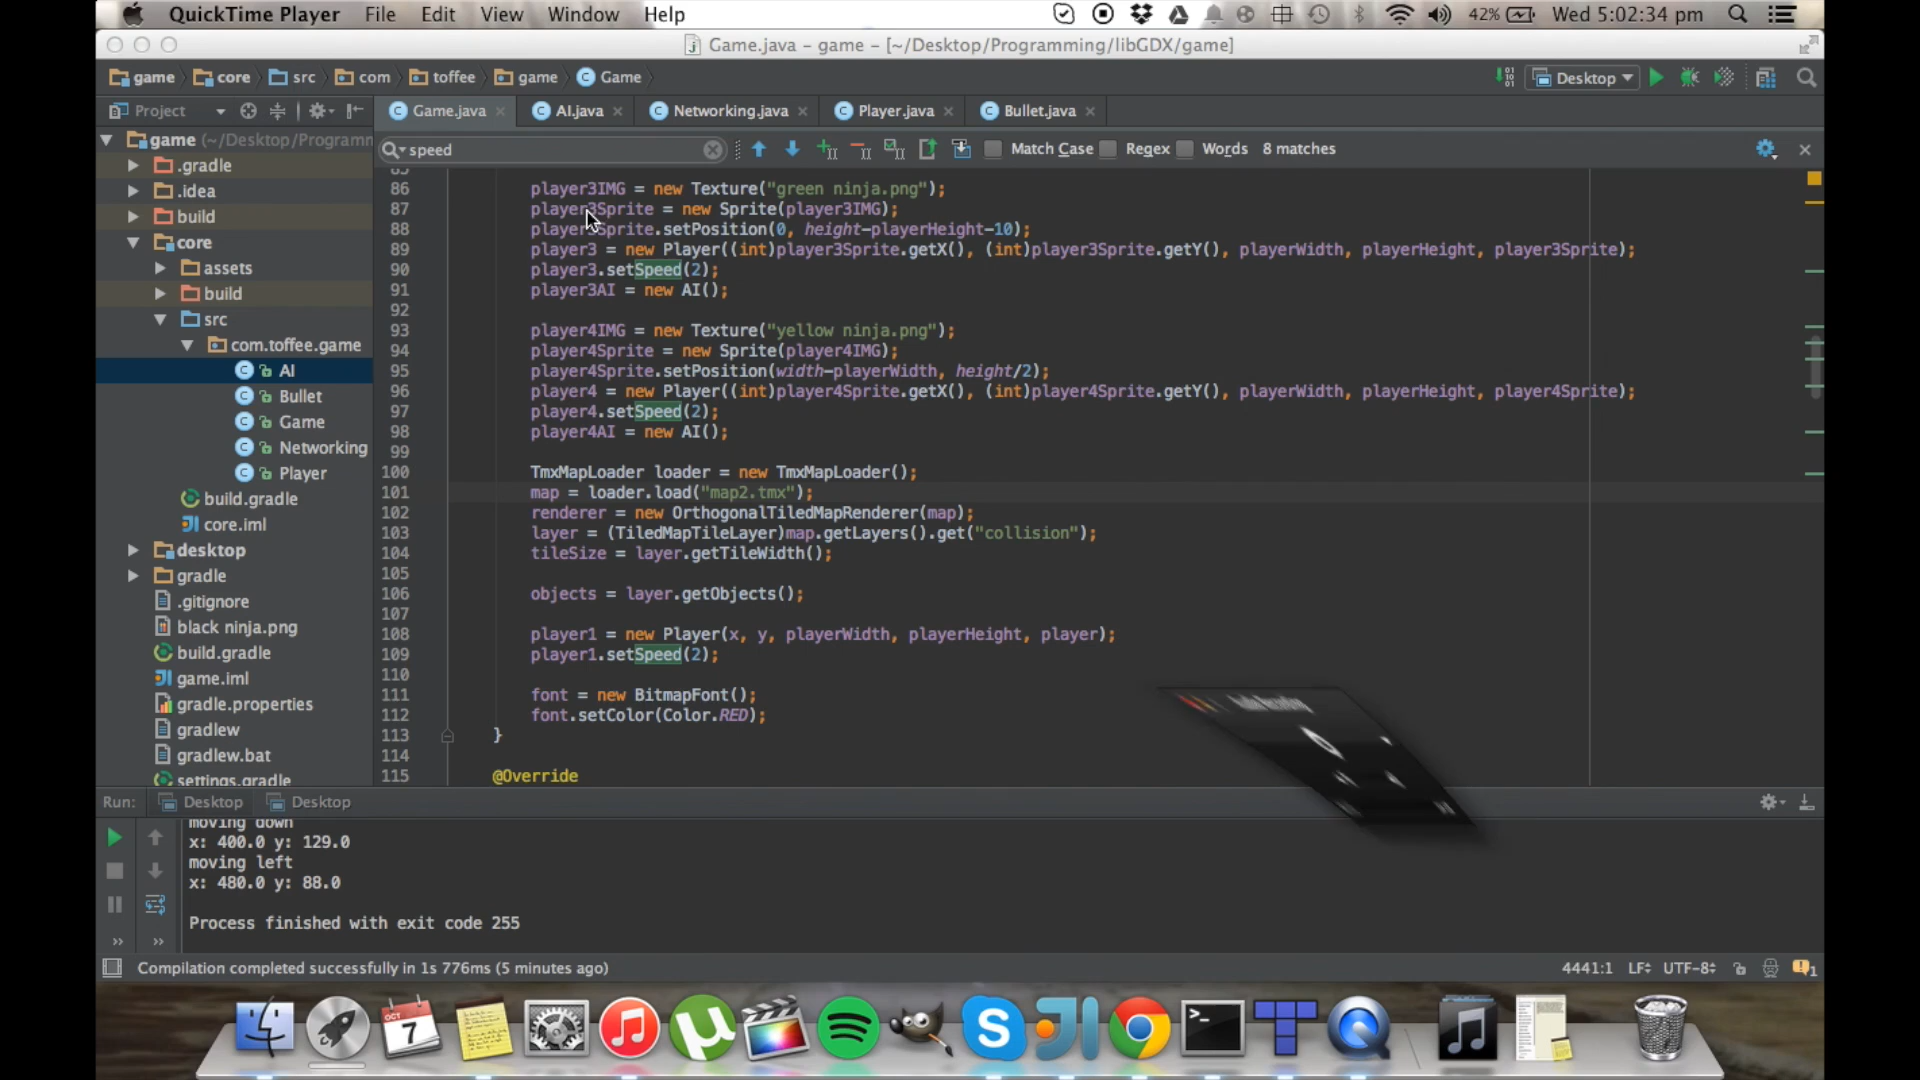 QuickTime Player File Edit View Window Help 42% Wed 5:02:34 pm
Game.java - game - [~/Desktop/Programming/libGDX/game]
game core src com toffee game Game Desktop
Project Game.java AI.java Networking.java Player.java Bullet.java
speed Match Case Regex Words 8 matches
game (~/Desktop/Programm
.gradle
.idea
build
core
assets
build
src
com.toffee.game
AI
Bullet
Game
Networking
Player
build.gradle
core.iml
desktop
gradle
.gitignore
black ninja.png
build.gradle
game.iml
gradle.properties
gradlew
gradlew.bat
settings.gradle
85
86 player3IMG = new Texture("green ninja.png");
87 player3Sprite = new Sprite(player3IMG);
88 player3Sprite.setPosition(0, height-playerHeight-10);
89 player3 = new Player((int)player3Sprite.getX(), (int)player3Sprite.getY(), playerWidth, playerHeight, player3Sprite);
90 player3.setSpeed(2);
91 player3AI = new AI();
92
93 player4IMG = new Texture("yellow ninja.png");
94 player4Sprite = new Sprite(player4IMG);
95 player4Sprite.setPosition(width-playerWidth, height/2);
96 player4 = new Player((int)player4Sprite.getX(), (int)player4Sprite.getY(), playerWidth, playerHeight, player4Sprite);
97 player4.setSpeed(2);
98 player4AI = new AI();
99
100 TmxMapLoader loader = new TmxMapLoader();
101 map = loader.load("map2.tmx");
102 renderer = new OrthogonalTiledMapRenderer(map);
103 layer = (TiledMapTileLayer)map.getLayers().get("collision");
104 tileSize = layer.getTileWidth();
105
106 objects = layer.getObjects();
107
108 player1 = new Player(x, y, playerWidth, playerHeight, player);
109 player1.setSpeed(2);
110
111 font = new BitmapFont();
112 font.setColor(Color.RED);
113 }
114
115 @Override
Run: Desktop Desktop
moving down
x: 400.0 y: 129.0
moving left
x: 480.0 y: 88.0
Process finished with exit code 255
Compilation completed successfully in 1s 776ms (5 minutes ago) 4441:1 LF UTF-8 1
OCT
7